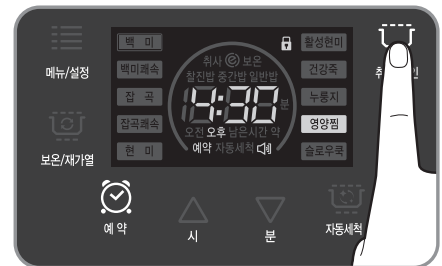 메뉴/설정
보온/재가열
예약
백 미
백미쾌속
잡 곡
잡곡쾌속
현 미
취사 보온
찰진밥 중간밥 일반밥
4:30 분
오전 오후 남은시간 약
예약 자동세척
활성현미
건강죽
누룽지
영양찜
슬로우쿡
시
분
자동세척